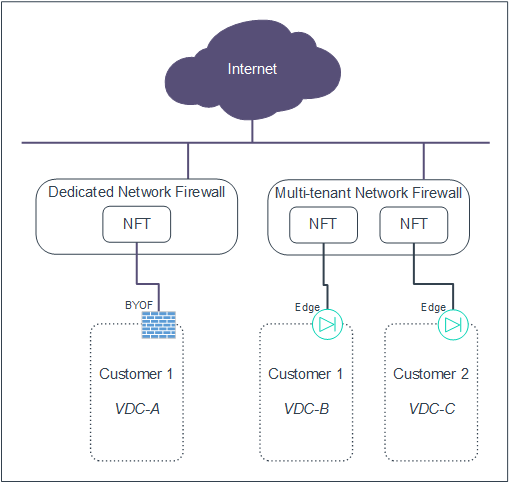 Internet
Dedicated Network Firewall
NFT
Multi-tenant Network Firewall
NFT
NFT
BYOF
Edge
Edge
Customer 1
VDC-A
Customer 1
VDC-B
Customer 2
VDC-C